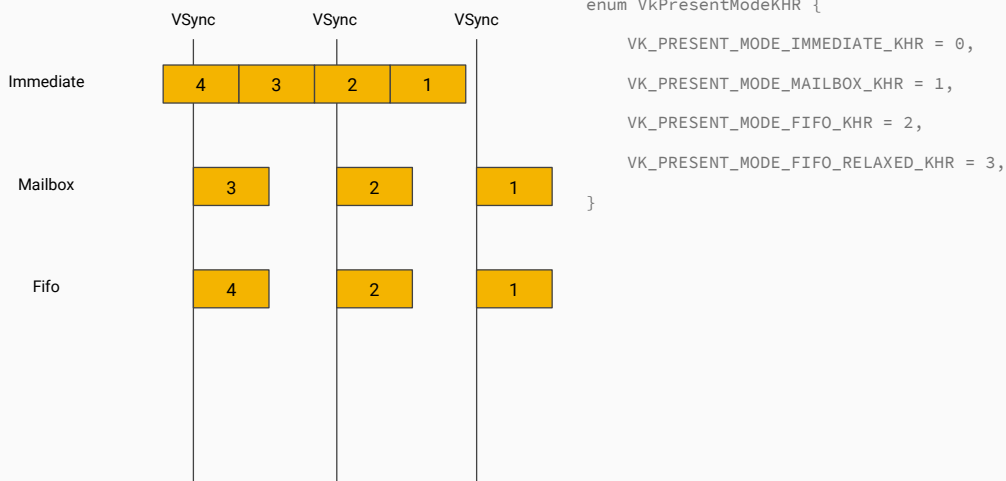 VSync VSync VSync
Immediate 4 3 2 1
Mailbox 3 2 1
Fifo 4 2 1
enum VkPresentModeKHR {
VK_PRESENT_MODE_IMMEDIATE_KHR = 0,
VK_PRESENT_MODE_MAILBOX_KHR = 1,
VK_PRESENT_MODE_FIFO_KHR = 2,
VK_PRESENT_MODE_FIFO_RELAXED_KHR = 3,
}